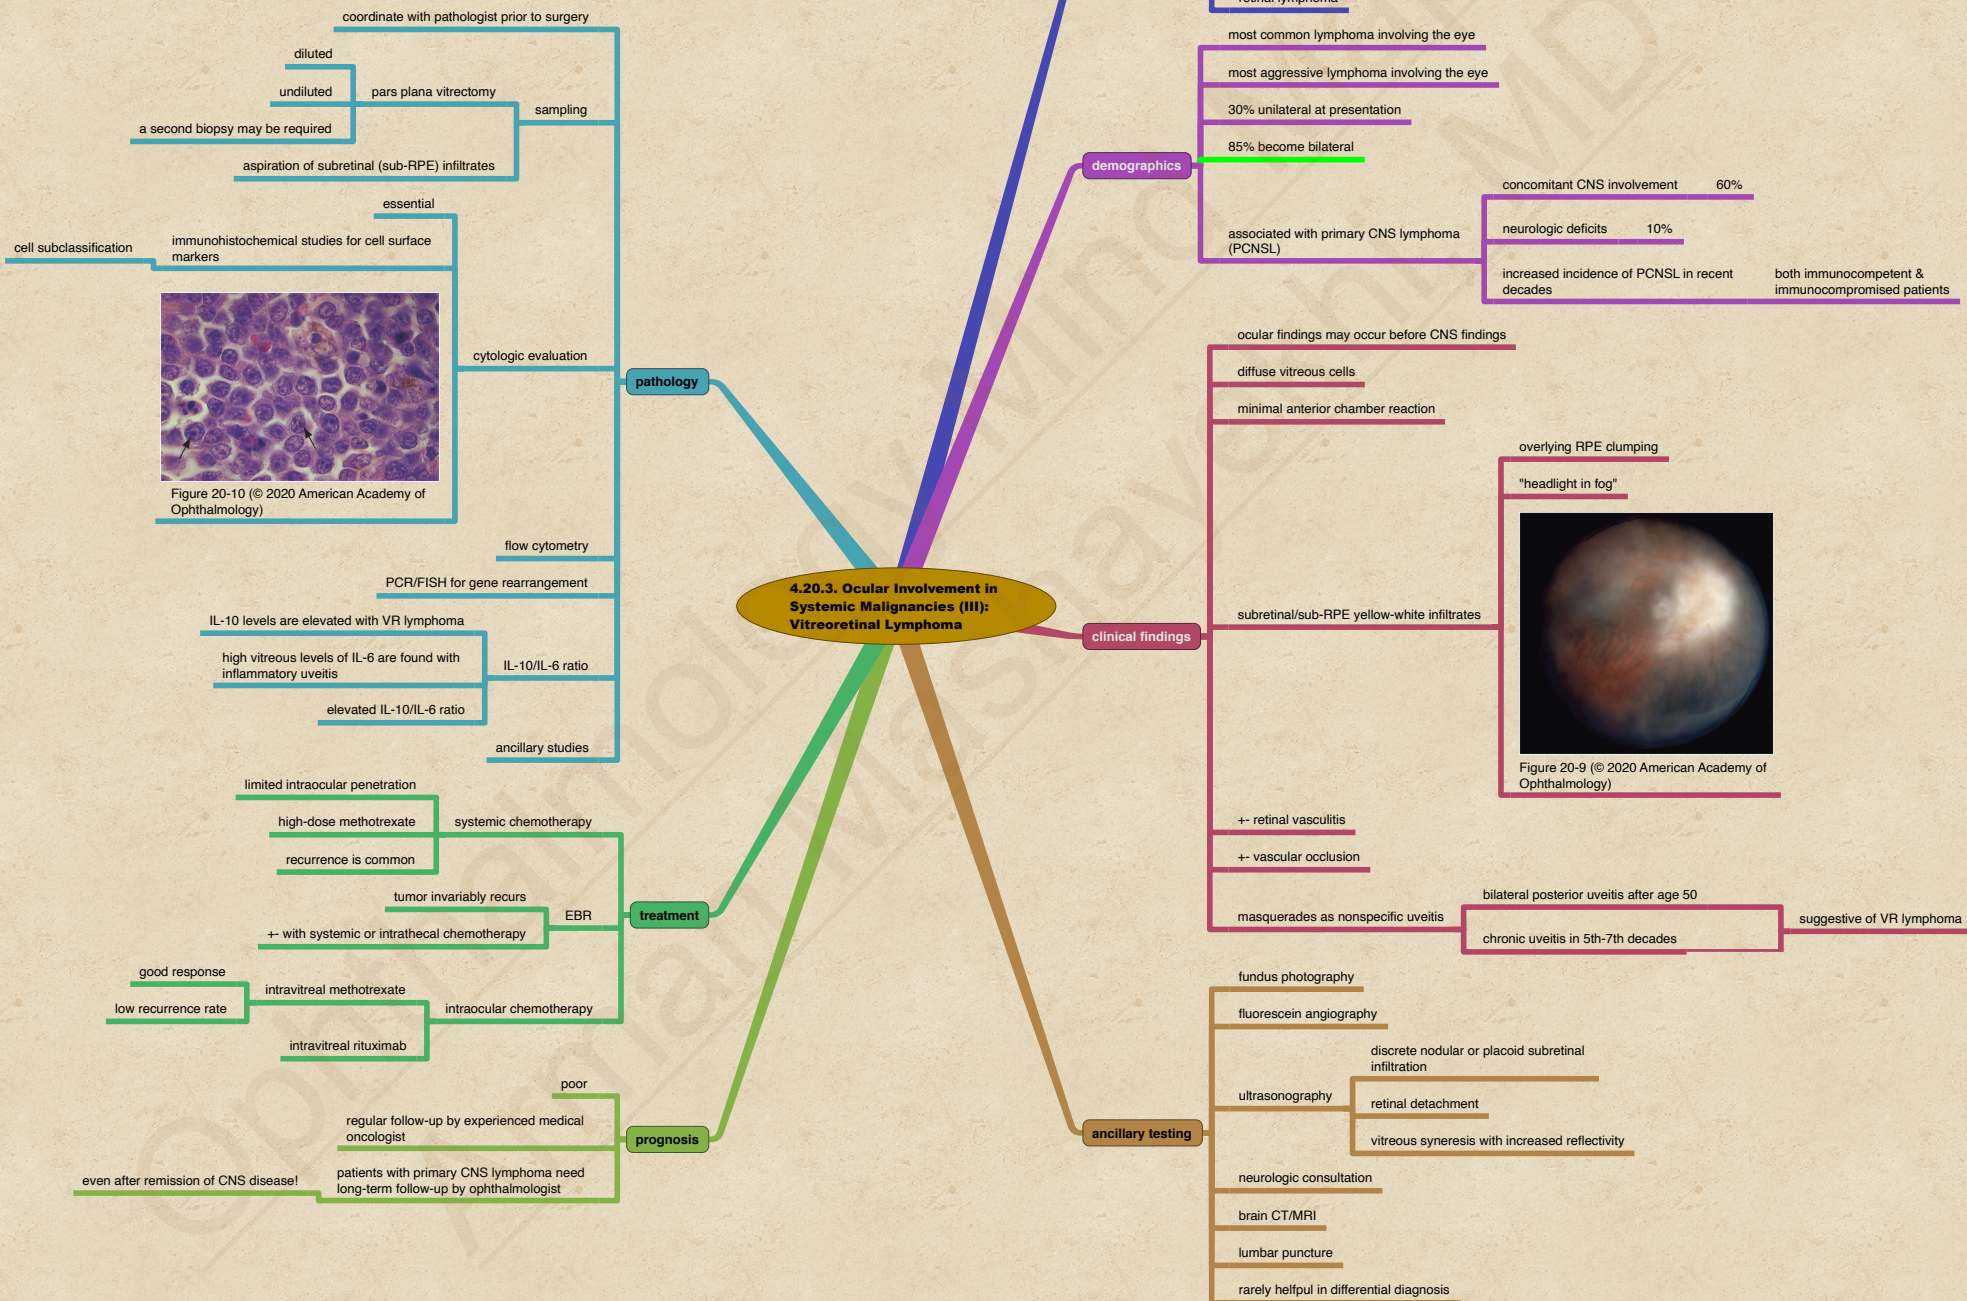 4.20.3. Ocular Involvement in
Systemic Malignancies (III):
Vitreoretinal Lymphoma
retinal lymphoma
demographics
most common lymphoma involving the eye
most aggressive lymphoma involving the eye
30% unilateral at presentation
85% become bilateral
associated with primary CNS lymphoma
(PCNSL)
concomitant CNS involvement
60%
neurologic deficits
10%
increased incidence of PCNSL in recent
decades
both immunocompetent &
immunocompromised patients
clinical findings
ocular findings may occur before CNS findings
diffuse vitreous cells
minimal anterior chamber reaction
subretinal/sub-RPE yellow-white infiltrates
overlying RPE clumping
"headlight in fog"
Figure 20-9 (© 2020 American Academy of
Ophthalmology)
+- retinal vasculitis
+- vascular occlusion
masquerades as nonspecific uveitis
bilateral posterior uveitis after age 50
chronic uveitis in 5th-7th decades
suggestive of VR lymphoma
ancillary testing
fundus photography
fluorescein angiography
ultrasonography
discrete nodular or placoid subretinal
infiltration
retinal detachment
vitreous syneresis with increased reflectivity
neurologic consultation
brain CT/MRI
lumbar puncture
rarely helfpul in differential diagnosis
pathology
coordinate with pathologist prior to surgery
sampling
pars plana vitrectomy
diluted
undiluted
a second biopsy may be required
aspiration of subretinal (sub-RPE) infiltrates
cytologic evaluation
essential
immunohistochemical studies for cell surface
markers
cell subclassification
Figure 20-10 (© 2020 American Academy of
Ophthalmology)
flow cytometry
PCR/FISH for gene rearrangement
IL-10/IL-6 ratio
IL-10 levels are elevated with VR lymphoma
high vitreous levels of IL-6 are found with
inflammatory uveitis
elevated IL-10/IL-6 ratio
ancillary studies
treatment
systemic chemotherapy
limited intraocular penetration
high-dose methotrexate
recurrence is common
EBR
tumor invariably recurs
+- with systemic or intrathecal chemotherapy
intraocular chemotherapy
intravitreal methotrexate
good response
low recurrence rate
intravitreal rituximab
prognosis
poor
regular follow-up by experienced medical
oncologist
patients with primary CNS lymphoma need
long-term follow-up by ophthalmologist
even after remission of CNS disease!